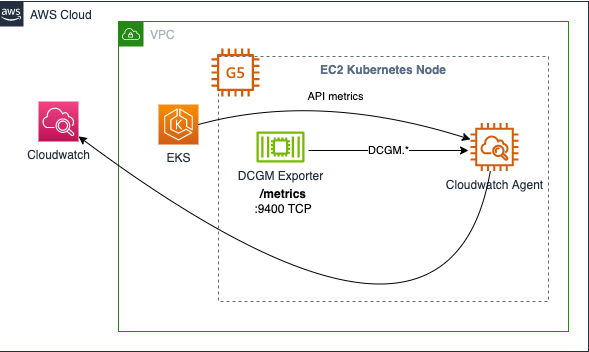 aws
AWS Cloud
VPC
G5
EC2 Kubernetes Node
API metrics
K
EKS
Cloudwatch
DCGM.*
DCGM Exporter
/metrics
:9400 TCP
Cloudwatch Agent